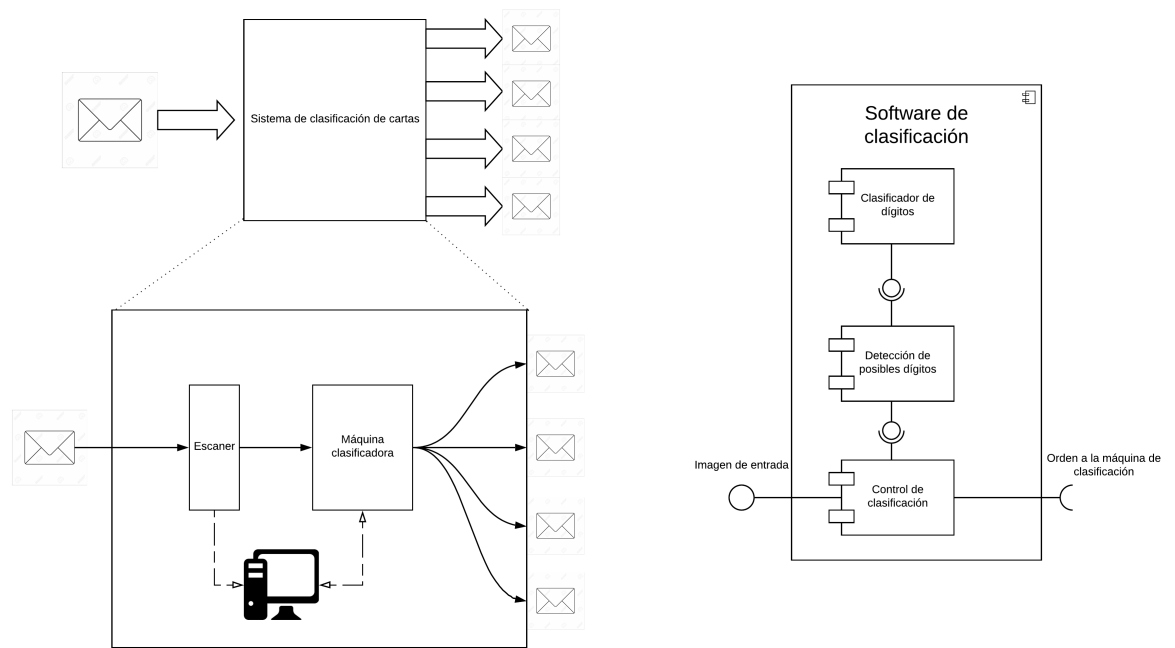 Sistema de clasificación de cartas
Escaner
Máquina
clasificadora
Software de
clasificación
Clasificador de
dígitos
Detección de
posibles dígitos
Imagen de entrada
Control de
clasificación
Orden a la máquina de
clasificación